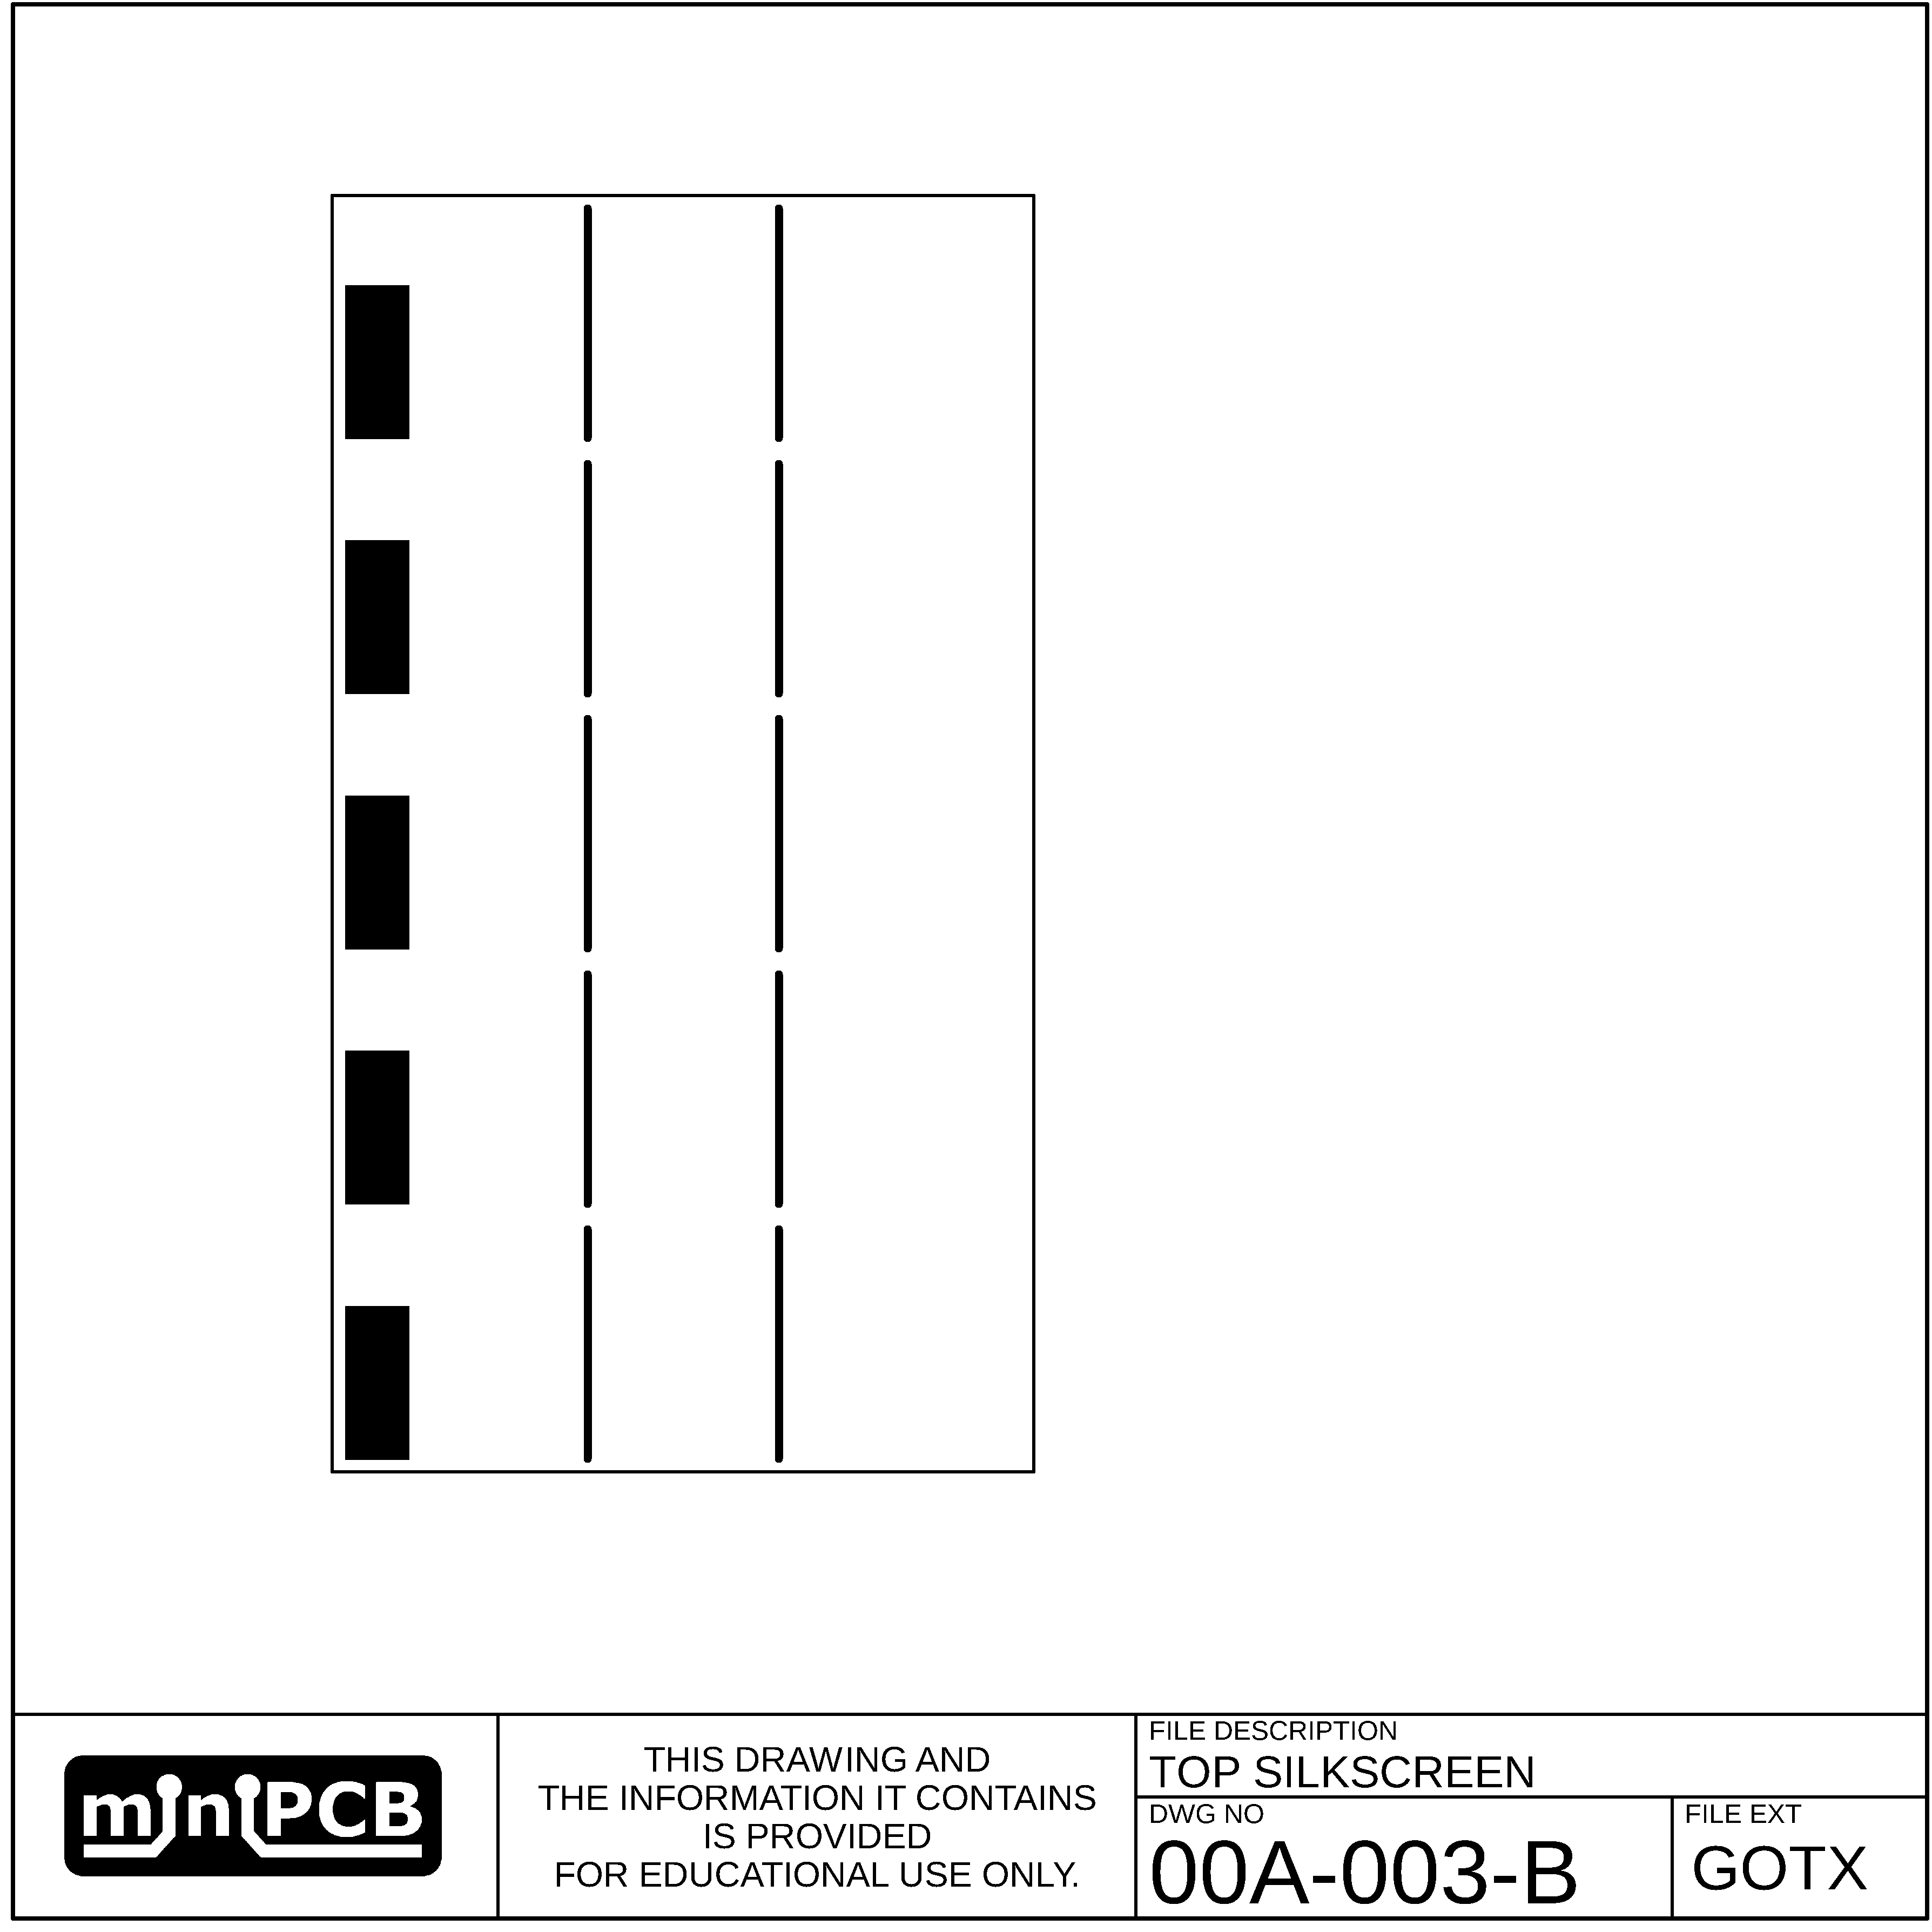 miniPCB
THIS DRAWING AND
THE INFORMATION IT CONTAINS
IS PROVIDED
FOR EDUCATIONAL USE ONLY.
FILE DESCRIPTION
TOP SILKSCREEN
DWG NO
00A-003-B
FILE EXT
GOTX